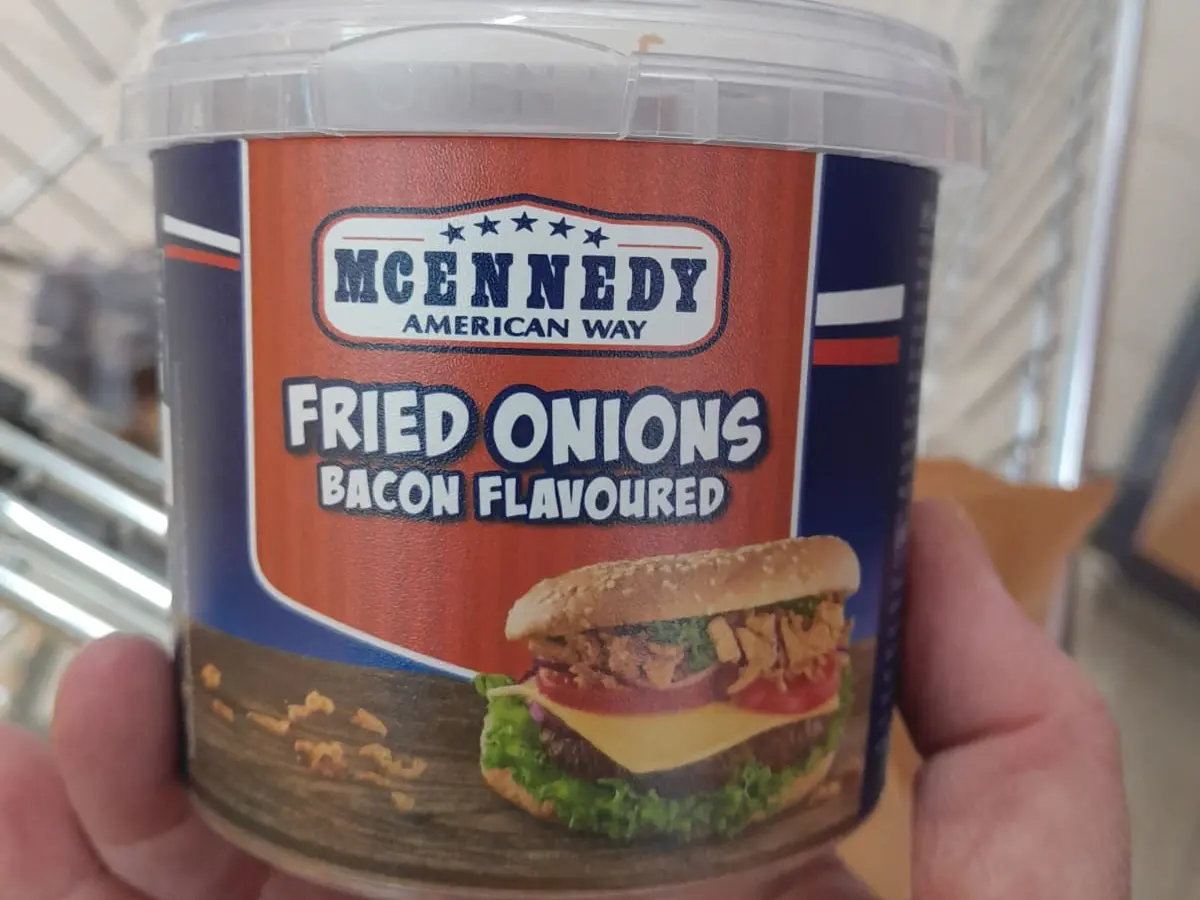 MCENNEDY
AMERICAN WAY
FRIED ONIONS
BACON FLAVOURED